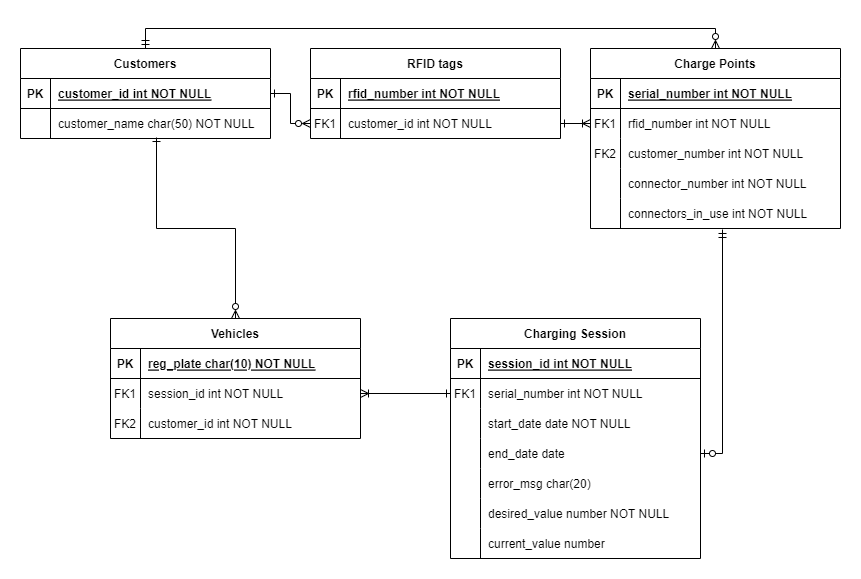 Customers
PK customer_id int NOT NULL
customer_name char(50) NOT NULL
RFID tags
PK rfid_number int NOT NULL
FK1 customer_id int NOT NULL
Charge Points
PK serial_number int NOT NULL
FK1 rfid_number int NOT NULL
FK2 customer_number int NOT NULL
connector_number int NOT NULL
connectors_in_use int NOT NULL
Vehicles
PK reg_plate char(10) NOT NULL
FK1 session_id int NOT NULL
FK2 customer_id int NOT NULL
Charging Session
PK session_id int NOT NULL
FK1 serial_number int NOT NULL
start_date date NOT NULL
end_date date
error_msg char(20)
desired_value number NOT NULL
current_value number